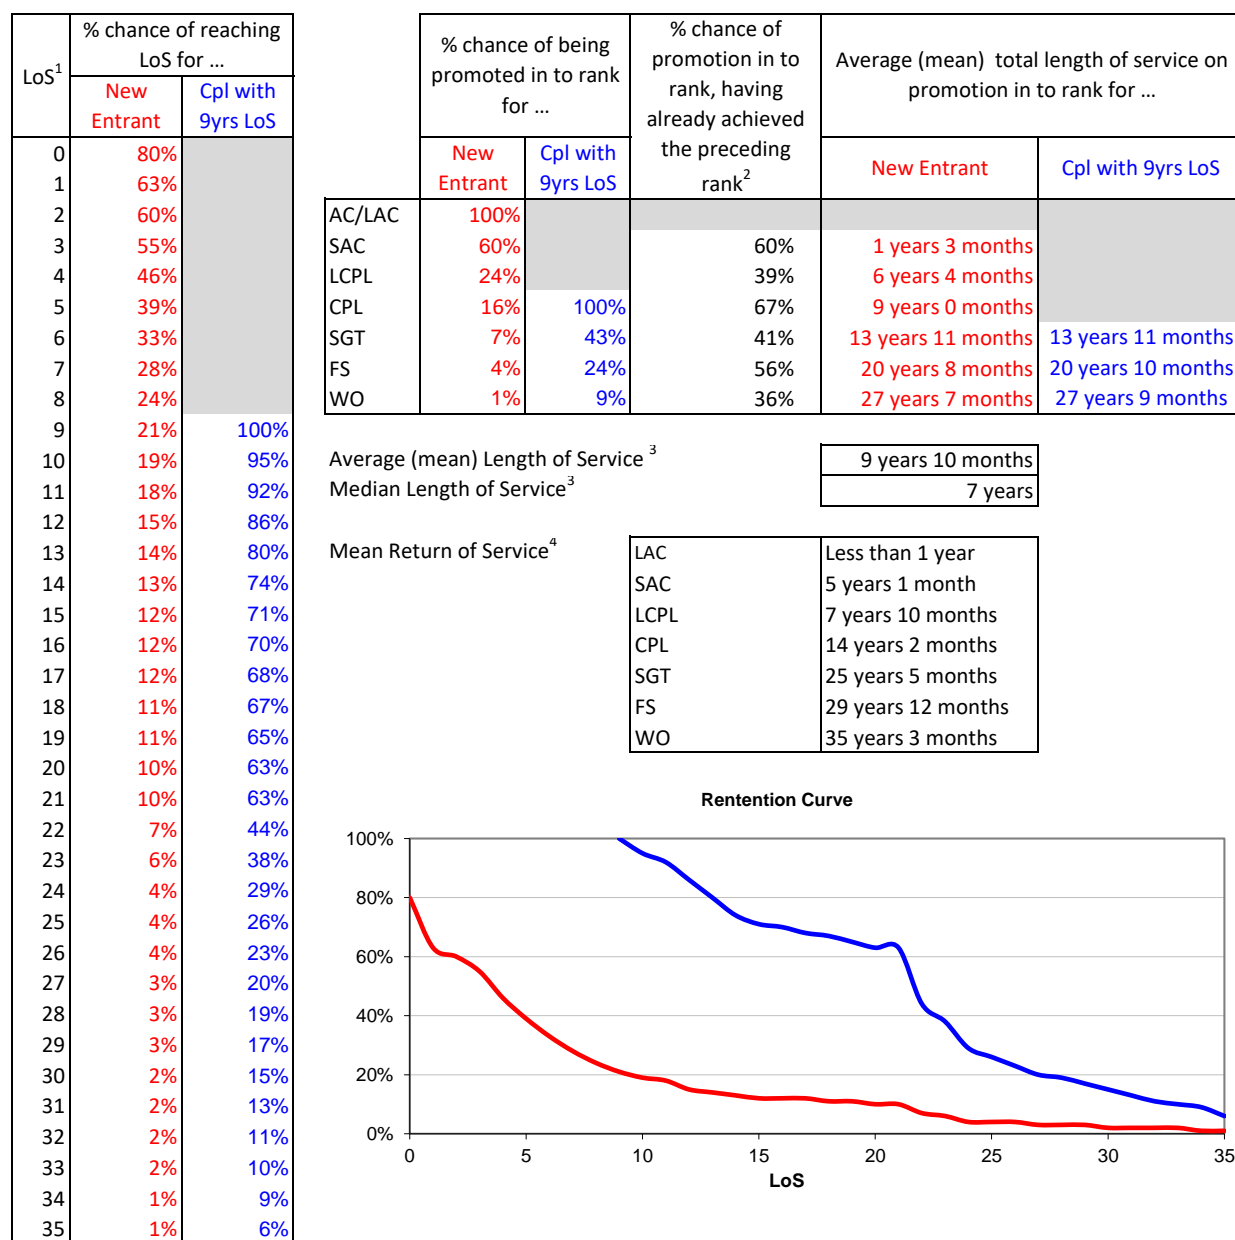 LoS1
% chance of reaching
LoS for ...
New
Entrant
Cpl with
9yrs LoS
0 80%
1 63%
2 60%
3 55%
4 46%
5 39%
6 33%
7 28%
8 24%
9 21% 100%
10 19% 95%
11 18% 92%
12 15% 86%
13 14% 80%
14 13% 74%
15 12% 71%
16 12% 70%
17 12% 68%
18 11% 67%
19 11% 65%
20 10% 63%
21 10% 63%
22 7% 44%
23 6% 38%
24 4% 29%
25 4% 26%
26 4% 23%
27 3% 20%
28 3% 19%
29 3% 17%
30 2% 15%
31 2% 13%
32 2% 11%
33 2% 10%
34 1% 9%
35 1% 6%
% chance of being
promoted in to rank
for ...
% chance of
promotion in to
rank, having
already achieved
the preceding
rank2
Average (mean) total length of service on
promotion in to rank for ...
New
Entrant
Cpl with
9yrs LoS
New Entrant
Cpl with 9yrs LoS
AC/LAC 100%
SAC 60% 60% 1 years 3 months
LCPL 24% 39% 6 years 4 months
CPL 16% 100% 67% 9 years 0 months
SGT 7% 43% 41% 13 years 11 months 13 years 11 months
FS 4% 24% 56% 20 years 8 months 20 years 10 months
WO 1% 9% 36% 27 years 7 months 27 years 9 months
Average (mean) Length of Service 3 9 years 10 months
Median Length of Service3 7 years
Mean Return of Service4
LAC Less than 1 year
SAC 5 years 1 month
LCPL 7 years 10 months
CPL 14 years 2 months
SGT 25 years 5 months
FS 29 years 12 months
WO 35 years 3 months
Rentention Curve
100%
80%
60%
40%
20%
0%
0 5 10 15 20 25 30 35
LoS